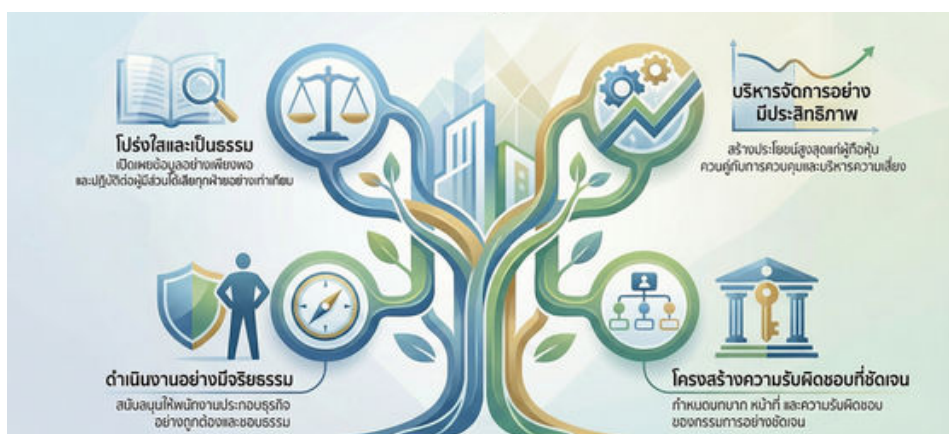 โปร่งใสและเป็นธรรม
เปิดเผยข้อมูลอย่างเพียงพอ
และปฏิบัติต่อผู้มีส่วนได้เสียทุกฝ่ายอย่างเท่าเทียม
บริหารจัดการอย่าง
มีประสิทธิภาพ
สร้างประโยชน์สูงสุดแก่ผู้ถือหุ้น
ควบคู่กับการควบคุมและบริหารความเสี่ยง
ดำเนินงานอย่างมีจริยธรรม
สนับสนุนให้พนักงานประกอบธุรกิจ
อย่างถูกต้องและชอบธรรม
โครงสร้างความรับผิดชอบที่ชัดเจน
กำหนดบทบาท หน้าที่ และความรับผิดชอบ
ของกรรมการอย่างชัดเจน